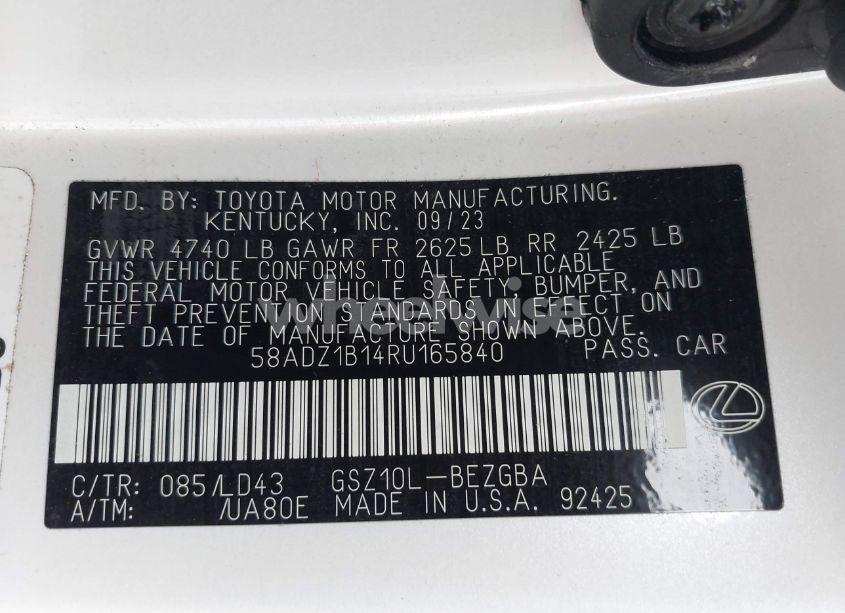 MFD. BY: TOYOTA MOTOR MANUFACTURING.
KENTUCKY, INC. 09/23
GVWR 4740 LB GAWR FR 2625 LB RR 2425 LB
THIS VEHICLE CONFORMS TO ALL APPLICABLE
FEDERAL MOTOR VEHICLE SAFETY, BUMPER, AND
THEFT PREVENTION STANDARDS IN EFFECT ON
THE DATE OF MANUFACTURE SHOWN ABOVE.
58ADZ1B14RU165840 PASS. CAR
C/TR: 085/LD43 GSZ10L-BEZGBA
A/TM: /UA80E MADE IN U.S.A. 92425
wheelwise